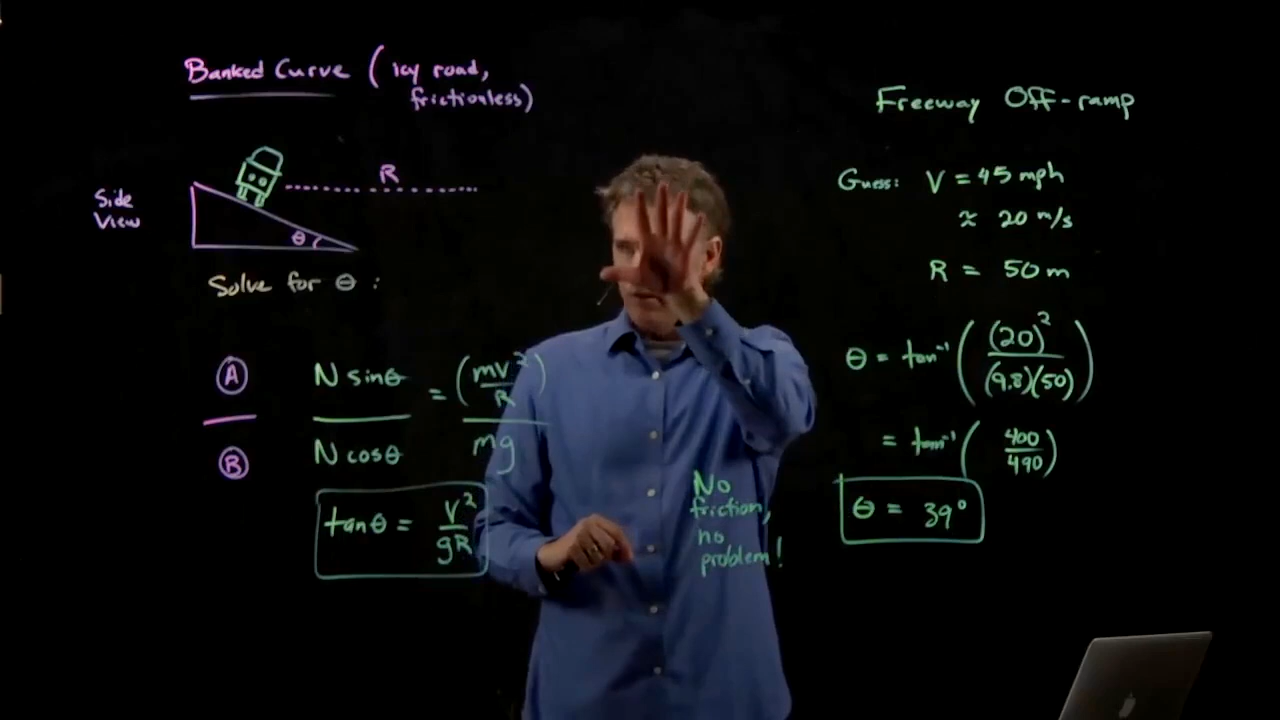 Banked Curve (icy road,
frictionless)
R
Side
View
θ
Solve for θ :
A N sinθ = (mv²/R)
B N cosθ mg
tanθ = v²/gR
No
friction,
no
problem!
Freeway Off-ramp
Guess: V = 45 mph
≈ 20 m/s
R = 50 m
θ = tan⁻¹ ((20)²/(9.8)(50))
= tan⁻¹ (400/490)
θ = 39°